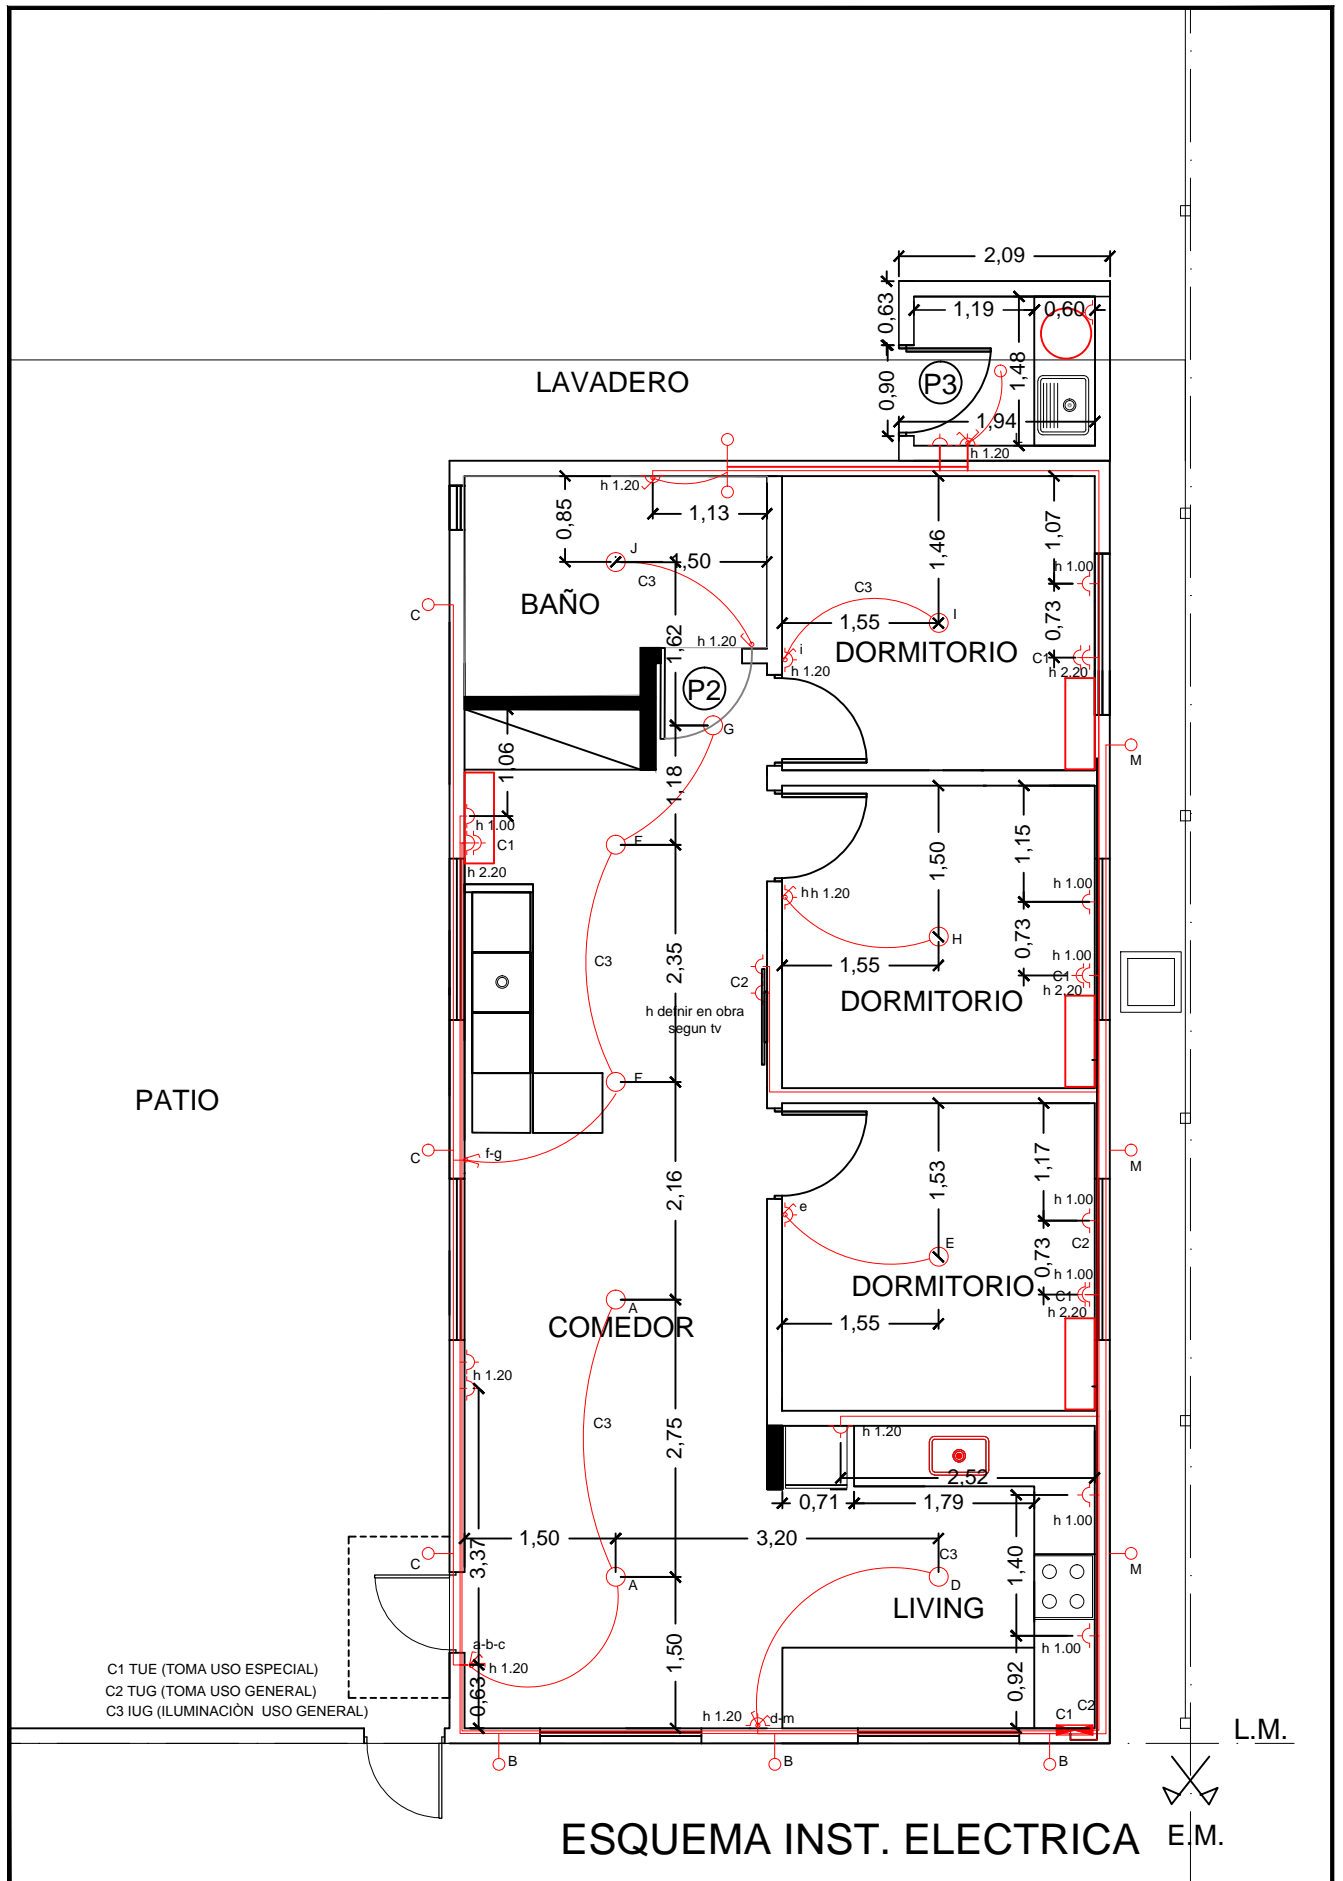 2,09
0,63
1,19
0,60
LAVADERO
0,90
P3
1,48
1,94
h 1.20
h 1.20
0,85
1,13
1,46
1,07
J
1,50
C3
h 1.00
C3
C
BAÑO
1,62
h 1.20
1,55
I
0,73
i
DORMITORIO
C1
h 1.20
h 2.20
P2
G
M
1,06
1,18
h 1.00
C1
F
h 2.20
1,50
1,15
h 1.00
h
h 1.20
H
0,73
C3
2,35
1,55
h 1.00
C1
C2
h 2.20
h defnir en obra
segun tv
DORMITORIO
F
PATIO
C
f-g
M
2,16
1,53
1,17
h 1.00
e
E
C2
0,73
h 1.00
DORMITORIO
C1
h 2.20
A
COMEDOR
1,55
h 1.20
C3
2,75
h 1.20
2,52
0,71
1,79
h 1.00
1,50
3,20
C
3,37
C3
1,40
M
A
D
LIVING
a-b-c
h 1.00
h 1.20
1,50
C1 TUE (TOMA USO ESPECIAL)
C2 TUG (TOMA USO GENERAL)
C3 IUG (ILUMINACIÒN USO GENERAL)
0,63
0,92
h 1.20
d-m
C1
C2
L.M.
B
B
B
ESQUEMA INST. ELECTRICA
E.M.